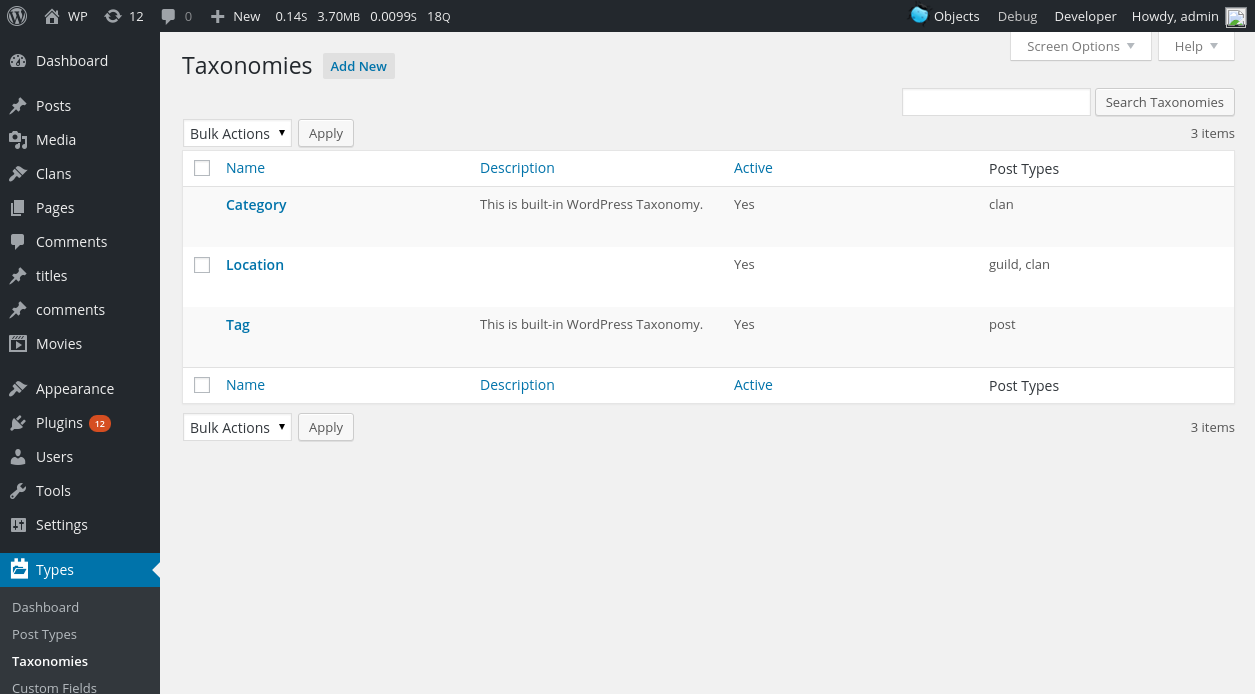 WP 12 0 New 0.14S 3.70MB 0.0099S 18Q Objects Debug Developer Howdy, admin
Screen Options Help
Dashboard
Posts
Media
Clans
Pages
Comments
titles
comments
Movies
Appearance
Plugins 12
Users
Tools
Settings
Types
Dashboard
Post Types
Taxonomies
Custom Fields
Taxonomies Add New
Search Taxonomies
Bulk Actions Apply 3 items
Name Description Active Post Types
Category This is built-in WordPress Taxonomy. Yes clan
Location Yes guild, clan
Tag This is built-in WordPress Taxonomy. Yes post
Name Description Active Post Types
Bulk Actions Apply 3 items